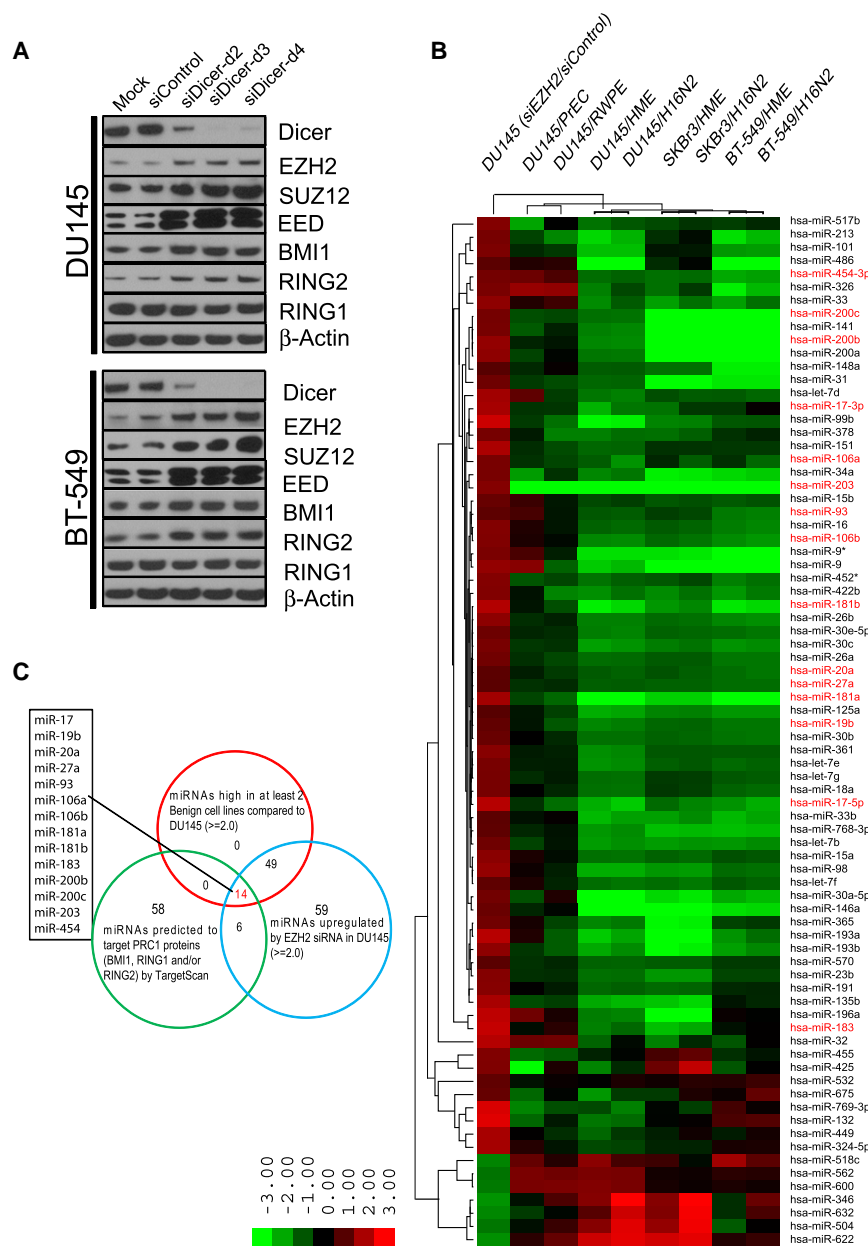 A
Mock
siControl
siDicer-d2
siDicer-d3
siDicer-d4
DU145
Dicer
EZH2
SUZ12
EED
BMI1
RING2
RING1
β-Actin
BT-549
Dicer
EZH2
SUZ12
EED
BMI1
RING2
RING1
β-Actin
B
DU145 (siEZH2/siControl)
DU145/PrEC
DU145/RWPE
DU145/HME
DU145/H16N2
SKBr3/HME
SKBr3/H16N2
BT-549/HME
BT-549/H16N2
hsa-miR-517b
hsa-miR-213
hsa-miR-101
hsa-miR-486
hsa-miR-454-3p
hsa-miR-326
hsa-miR-33
hsa-miR-200c
hsa-miR-141
hsa-miR-200b
hsa-miR-200a
hsa-miR-148a
hsa-miR-31
hsa-let-7d
hsa-miR-17-3p
hsa-miR-99b
hsa-miR-378
hsa-miR-151
hsa-miR-106a
hsa-miR-34a
hsa-miR-203
hsa-miR-15b
hsa-miR-93
hsa-miR-16
hsa-miR-106b
hsa-miR-9*
hsa-miR-9
hsa-miR-452*
hsa-miR-422b
hsa-miR-181b
hsa-miR-26b
hsa-miR-30e-5p
hsa-miR-30c
hsa-miR-26a
hsa-miR-20a
hsa-miR-27a
hsa-miR-181a
hsa-miR-125a
hsa-miR-19b
hsa-miR-30b
hsa-miR-361
hsa-let-7e
hsa-let-7g
hsa-miR-18a
hsa-miR-17-5p
hsa-miR-33b
hsa-miR-768-3p
hsa-let-7b
hsa-miR-15a
hsa-miR-98
hsa-let-7f
hsa-miR-30a-5p
hsa-miR-146a
hsa-miR-365
hsa-miR-193a
hsa-miR-193b
hsa-miR-570
hsa-miR-23b
hsa-miR-191
hsa-miR-135b
hsa-miR-196a
hsa-miR-183
hsa-miR-32
hsa-miR-455
hsa-miR-425
hsa-miR-532
hsa-miR-675
hsa-miR-769-3p
hsa-miR-132
hsa-miR-449
hsa-miR-324-5p
hsa-miR-518c
hsa-miR-562
hsa-miR-600
hsa-miR-346
hsa-miR-632
hsa-miR-504
hsa-miR-622
C
miR-17
miR-19b
miR-20a
miR-27a
miR-93
miR-106a
miR-106b
miR-181a
miR-181b
miR-183
miR-200b
miR-200c
miR-203
miR-454
miRNAs high in at least 2
Benign cell lines compared to
DU145 (>=2.0)
0
49
0
14
6
58
miRNAs predicted to
target PRC1 proteins
(BMI1, RING1 and/or
RING2) by TargetScan
59
miRNAs upregulated
by EZH2 siRNA in DU145
(>=2.0)
-3.00
-2.00
-1.00
0.00
1.00
2.00
3.00